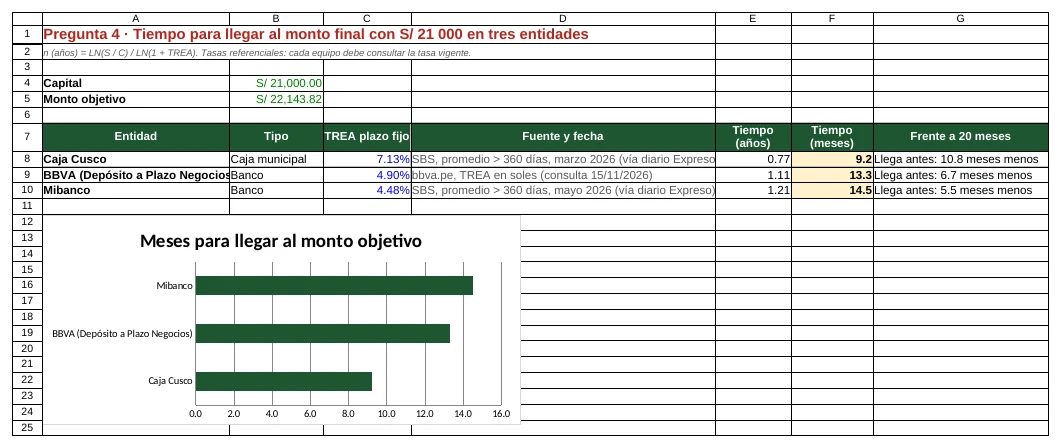 A B C D E F G
1 Pregunta 4 · Tiempo para llegar al monto final con S/ 21 000 en tres entidades
2 n (años) = LN(S / C) / LN(1 + TREA). Tasas referenciales: cada equipo debe consultar la tasa vigente.
3
4 Capital S/ 21,000.00
5 Monto objetivo S/ 22,143.82
6
7 Entidad Tipo TREA plazo fijo Fuente y fecha Tiempo (años) Tiempo (meses) Frente a 20 meses
8 Caja Cusco Caja municipal 7.13% SBS, promedio > 360 días, marzo 2026 (vía diario Expreso 0.77 9.2 Llega antes: 10.8 meses menos
9 BBVA (Depósito a Plazo Negocios Banco 4.90% bbva.pe, TREA en soles (consulta 15/11/2026) 1.11 13.3 Llega antes: 6.7 meses menos
10 Mibanco Banco 4.48% SBS, promedio > 360 días, mayo 2026 (vía diario Expreso) 1.21 14.5 Llega antes: 5.5 meses menos
11
12
13 Meses para llegar al monto objetivo
14
15
16 Mibanco
17
18
19 BBVA (Depósito a Plazo Negocios)
20
21
22 Caja Cusco
23
24 0.0 2.0 4.0 6.0 8.0 10.0 12.0 14.0 16.0
25